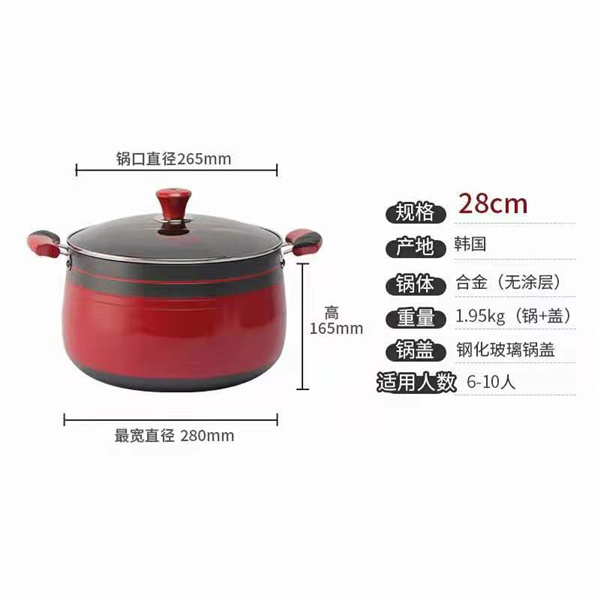 锅口直径265mm
高
165mm
最宽直径 280mm
规格 28cm
产地 韩国
锅体 合金（无涂层）
重量 1.95kg（锅+盖）
锅盖 钢化玻璃锅盖
适用人数 6-10人